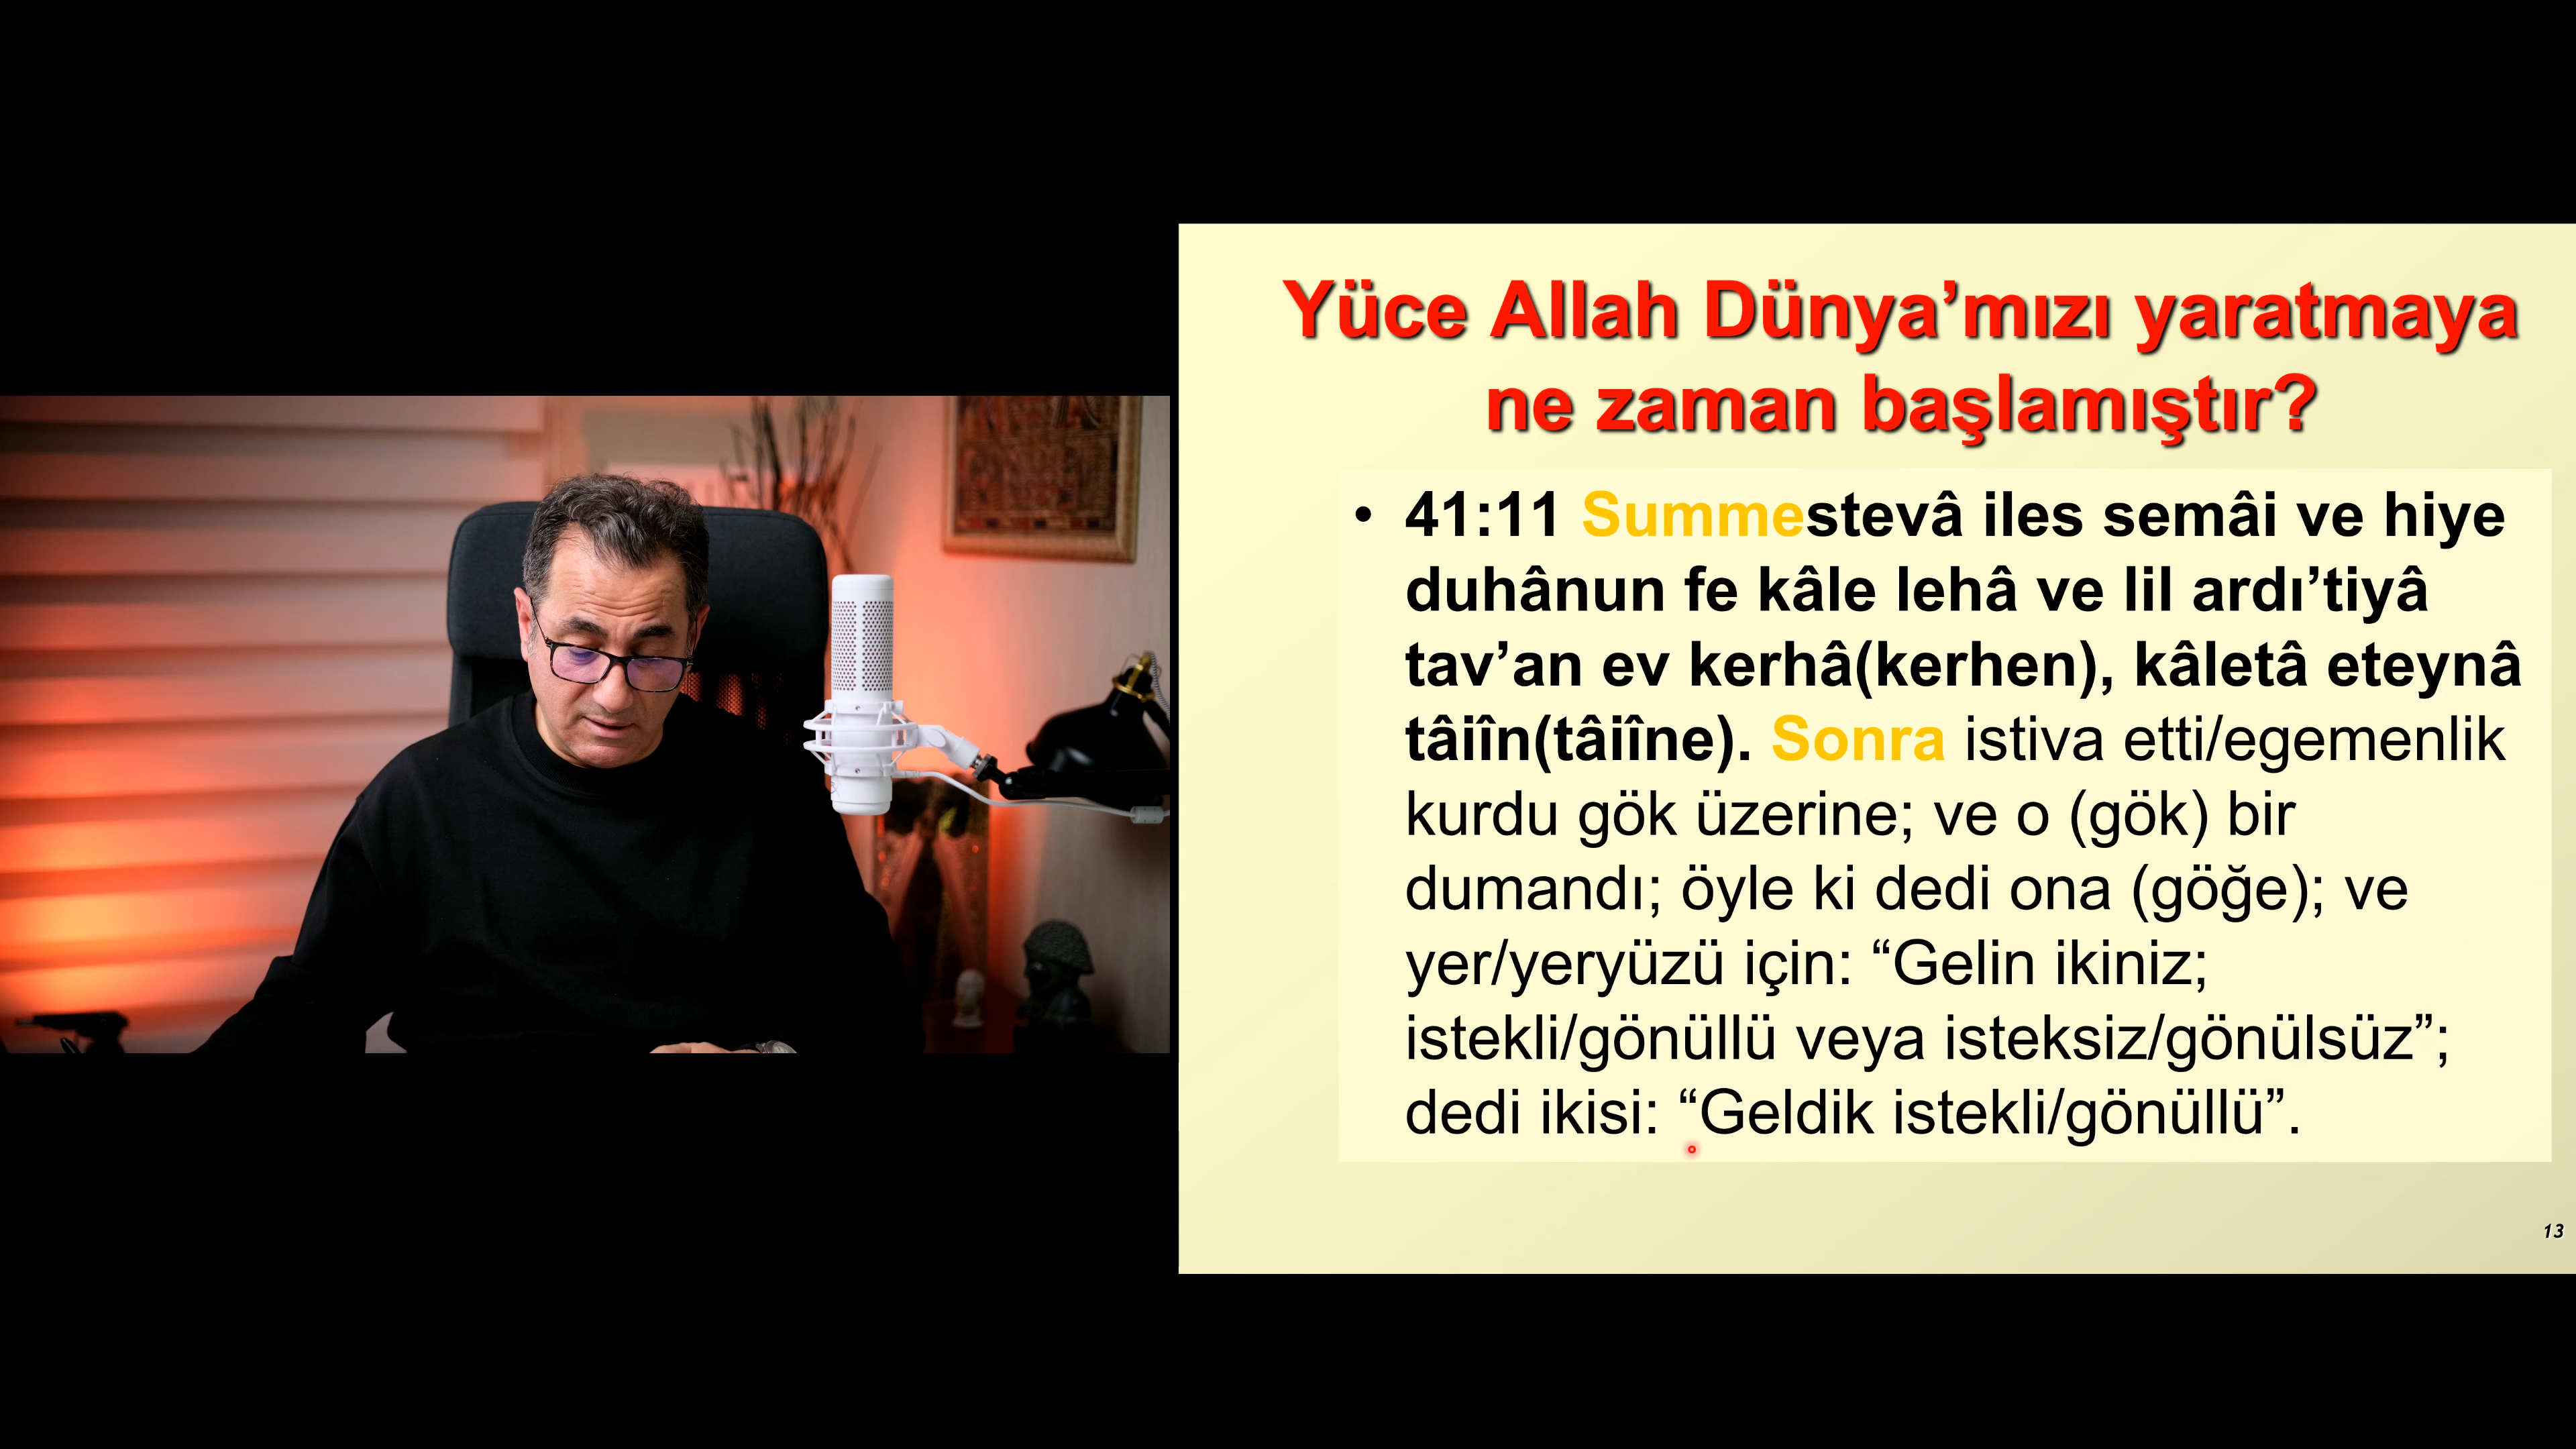 Yüce Allah Dünya’mızı yaratmaya
ne zaman başlamıştır?
• 41:11 Summestevâ iles semâi ve hiye
duhânun fe kâle lehâ ve lil ardı’tiyâ
tav’an ev kerhâ(kerhen), kâletâ eteynâ
tâiîn(tâiîne). Sonra istiva etti/egemenlik
kurdu gök üzerine; ve o (gök) bir
dumandı; öyle ki dedi ona (göğe); ve
yer/yeryüzü için: “Gelin ikiniz;
istekli/gönüllü veya isteksiz/gönülsüz”;
dedi ikisi: “Geldik istekli/gönüllü”.
13